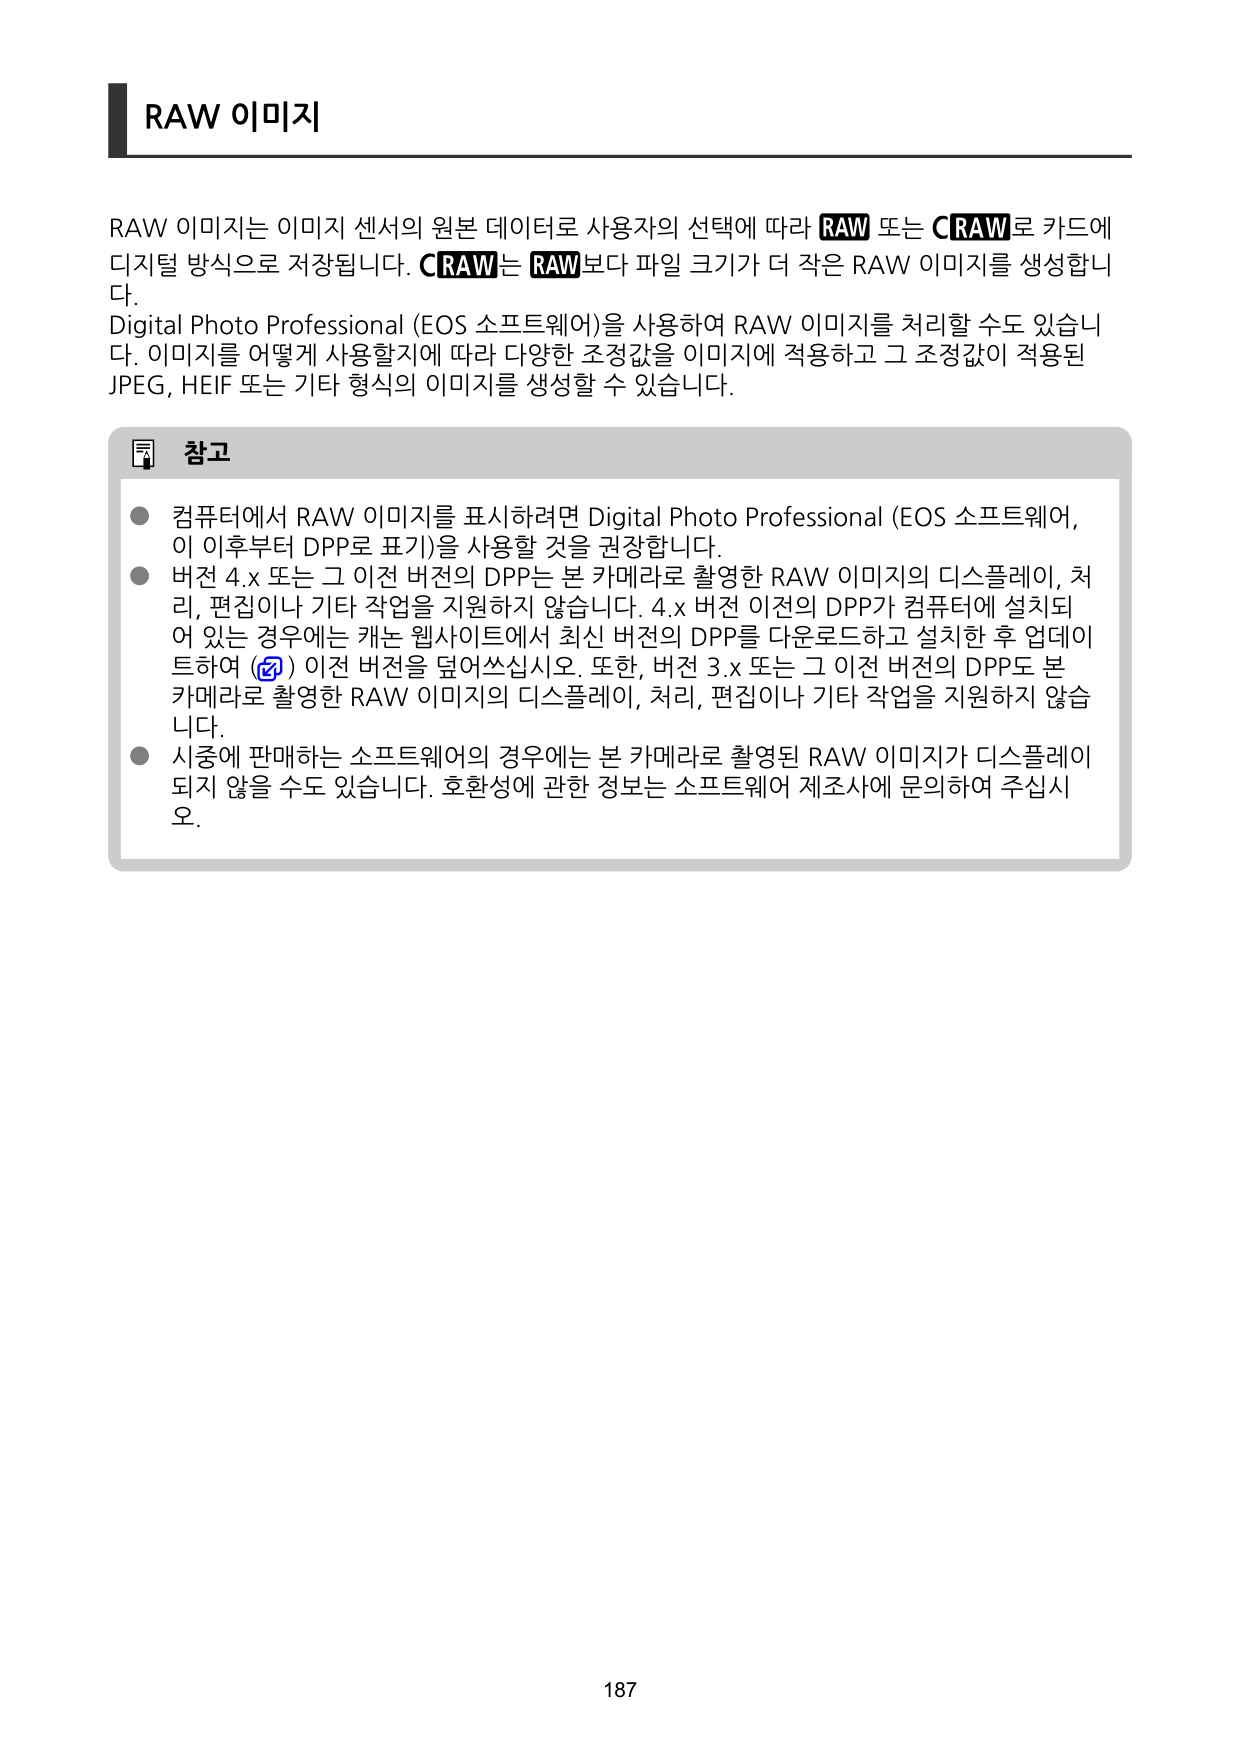 RAW 이미지
RAW 이미지는 이미지 센서의 원본 데이터로 사용자의 선택에 따라 RAW 또는 CRAW로 카드에
디지털 방식으로 저장됩니다. CRAW는 RAW보다 파일 크기가 더 작은 RAW 이미지를 생성합니
다.
Digital Photo Professional (EOS 소프트웨어)을 사용하여 RAW 이미지를 처리할 수도 있습니
다. 이미지를 어떻게 사용할지에 따라 다양한 조정값을 이미지에 적용하고 그 조정값이 적용된
JPEG, HEIF 또는 기타 형식의 이미지를 생성할 수 있습니다.
참고
● 컴퓨터에서 RAW 이미지를 표시하려면 Digital Photo Professional (EOS 소프트웨어,
이 이후부터 DPP로 표기)을 사용할 것을 권장합니다.
● 버전 4.x 또는 그 이전 버전의 DPP는 본 카메라로 촬영한 RAW 이미지의 디스플레이, 처
리, 편집이나 기타 작업을 지원하지 않습니다. 4.x 버전 이전의 DPP가 컴퓨터에 설치되
어 있는 경우에는 캐논 웹사이트에서 최신 버전의 DPP를 다운로드하고 설치한 후 업데이
트하여 ( ) 이전 버전을 덮어쓰십시오. 또한, 버전 3.x 또는 그 이전 버전의 DPP도 본
카메라로 촬영한 RAW 이미지의 디스플레이, 처리, 편집이나 기타 작업을 지원하지 않습
니다.
● 시중에 판매하는 소프트웨어의 경우에는 본 카메라로 촬영된 RAW 이미지가 디스플레이
되지 않을 수도 있습니다. 호환성에 관한 정보는 소프트웨어 제조사에 문의하여 주십시
오.
187